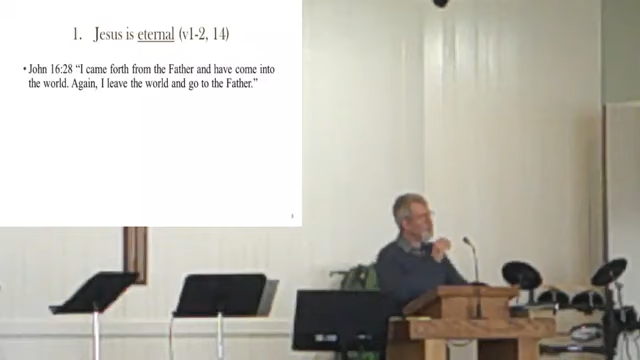 1. Jesus is eternal (v1-2, 14)
• John 16:28 “I came forth from the Father and have come into
the world. Again, I leave the world and go to the Father.”